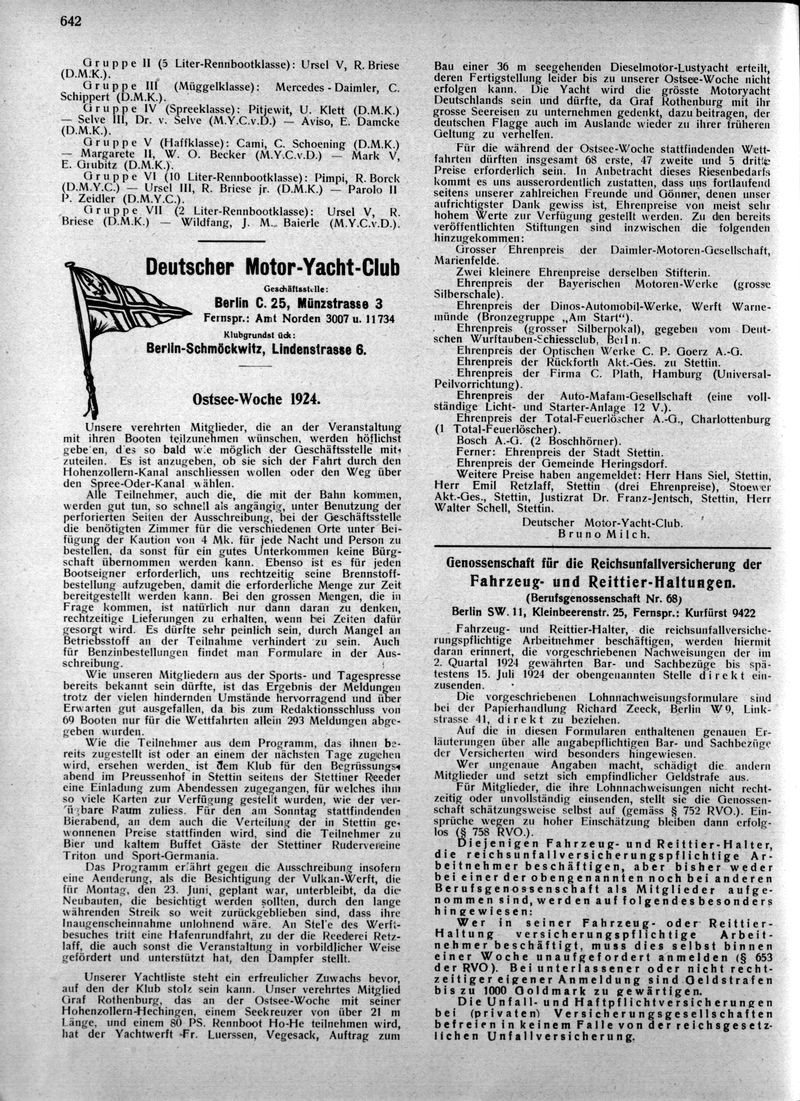 642
Gruppe II (5 Liter-Rennbootklasse): Ursel V, R. Briese
(D.M.K.).
Gruppe III (Müggelklasse): Mercedes-Daimler, C.
Schippert (D.M.K.).
Gruppe IV (Spreeklasse): Pitjewit, U. Klett (D.M.K.)
— Selve III, Dr. v. Selve (M.Y.C.v.D.) — Aviso, E. Damcke
(D.M.K.).
Gruppe V (Haffklasse): Cami, C. Schoening (D.M.K.)
— Margarete II, W. O. Becker (M.Y.C.v.D.) — Mark V,
E. Grubitz (D.M.K.).
Gruppe VI (10 Liter-Rennbootklasse): Pimpi, R. Borck
(D.M.Y.C.) — Ursel III, R. Briese jr. (D.M.K.) — Parolo II
P. Zeidler (D.M.Y.C.).
Gruppe VII (2 Liter-Rennbootklasse): Ursel V, R.
Briese (D.M.K.) — Wildfang, J. M. Baierle (M.Y.C.v.D.).
Deutscher Motor-Yacht-Club
Geschäftsstelle:
Berlin C. 25, Münzstrasse 3
Fernspr.: Amt Norden 3007 u. 11734
Klubgrundstück:
Berlin-Schmöckwitz, Lindenstrasse 6.
Ostsee-Woche 1924.
Unsere verehrten Mitglieder, die an der Veranstaltung
mit ihren Booten teilzunehmen wünschen, werden höflichst
gebeten, dies so bald wie möglich der Geschäftsstelle mit-
zuteilen. Es ist anzugeben, ob sie sich der Fahrt durch den
Hohenzollern-Kanal anschliessen wollen oder den Weg über
den Spree-Oder-Kanal wählen.
Alle Teilnehmer, auch die, die mit der Bahn kommen,
werden gut tun, so schnell als angängig, unter Benutzung der
perforierten Seiten der Ausschreibung, bei der Geschäftsstelle
die benötigten Zimmer für die verschiedenen Orte unter Bei-
fügung der Kaution von 4 Mk. für jede Nacht und Person zu
bestellen, da sonst für ein gutes Unterkommen keine Bürg-
schaft übernommen werden kann. Ebenso ist es für jeden
Bootseigner erforderlich, uns rechtzeitig seine Brennstoff-
bestellung aufzugeben, damit die erforderliche Menge zur Zeit
bereitgestellt werden kann. Bei den grossen Mengen, die in
Frage kommen, ist natürlich nur dann daran zu denken,
rechtzeitige Lieferungen zu erhalten, wenn bei Zeiten dafür
gesorgt wird. Es dürfte sehr peinlich sein, durch Mangel an
Betriebsstoff an der Teilnahme verhindert zu sein. Auch
für Benzinbestellungen findet man Formulare in der Aus-
schreibung.
Wie unseren Mitgliedern aus der Sports- und Tagespresse
bereits bekannt sein dürfte, ist das Ergebnis der Meldungen
trotz der vielen hindernden Umstände hervorragend und über
Erwarten gut ausgefallen, da bis zum Redaktionsschluss von
69 Booten nur für die Wettfahrten allein 293 Meldungen abge-
geben wurden.
Wie die Teilnehmer aus dem Programm, das ihnen be-
reits zugestellt ist oder an einem der nächsten Tage zugehen
wird, ersehen werden, ist dem Klub für den Begrüssungs-
abend im Preussenhof in Stettin seitens der Stettiner Reeder
eine Einladung zum Abendessen zugegangen, für welches ihm
so viele Karten zur Verfügung gestellt wurden, wie der ver-
fügbare Raum zuliess. Für den am Sonntag stattfindenden
Bierabend, an dem auch die Verteilung der in Stettin ge-
wonnenen Preise stattfinden wird, sind die Teilnehmer zu
Bier und kaltem Buffet Gäste der Stettiner Rudervereine
Triton und Sport-Germania.
Das Programm erfährt gegen die Ausschreibung insofern
eine Aenderung, als die Besichtigung der Vulkan-Werft, die
für Montag, den 23. Juni, geplant war, unterbleibt, da die
Neubauten, die besichtigt werden sollten, durch den lange
währenden Streik so weit zurückgeblieben sind, dass ihre
Inaugenscheinnahme unlohnend wäre. An Stelle des Werft-
besuches tritt eine Hafenrundfahrt, zu der die Reederei Retz-
laff, die auch sonst die Veranstaltung in vorbildlicher Weise
gefördert und unterstützt hat, den Dampfer stellt.
Unserer Yachtliste steht ein erfreulicher Zuwachs bevor,
auf den der Klub stolz sein kann. Unser verehrtes Mitglied
Graf Rothenburg, das an der Ostsee-Woche mit seiner
Hohenzollern-Hechingen, einem Seekreuzer von über 21 m
Länge, und einem 80 PS. Rennboot Ho-He teilnehmen wird,
hat der Yachtwerft Fr. Luerssen, Vegesack, Auftrag zum
Bau einer 36 m seegehenden Dieselmotor-Lustyacht erteilt,
deren Fertigstellung leider bis zu unserer Ostsee-Woche nicht
erfolgen kann. Die Yacht wird die grösste Motoryacht
Deutschlands sein und dürfte, da Graf Rothenburg mit ihr
grosse Seereisen zu unternehmen gedenkt, dazu beitragen, der
deutschen Flagge auch im Auslande wieder zu ihrer früheren
Geltung zu verhelfen.
Für die während der Ostsee-Woche stattfindenden Wett-
fahrten dürften insgesamt 68 erste, 47 zweite und 5 dritte
Preise erforderlich sein. In Anbetracht dieses Riesenbedarfs
kommt es uns ausserordentlich zustatten, dass uns fortlaufend
seitens unserer zahlreichen Freunde und Gönner, denen unser
aufrichtigster Dank gewiss ist, Ehrenpreise von meist sehr
hohem Werte zur Verfügung gestellt werden. Zu den bereits
veröffentlichten Stiftungen sind inzwischen die folgenden
hinzugekommen:
Grosser Ehrenpreis der Daimler-Motoren-Gesellschaft,
Marienfelde.
Zwei kleinere Ehrenpreise derselben Stifterin.
Ehrenpreis der Bayerischen Motoren-Werke (grosse
Silberschale).
Ehrenpreis der Dinos-Automobil-Werke, Werft Warne-
münde (Bronzegruppe „Am Start“).
Ehrenpreis (grosser Silberpokal), gegeben vom Deut-
schen Wurftauben-Schiessclub, Berlin.
Ehrenpreis der Optischen Werke C. P. Goerz A.-G.
Ehrenpreis der Rückforth Akt.-Ges. zu Stettin.
Ehrenpreis der Firma C. Plath, Hamburg (Universal-
Peilvorrichtung).
Ehrenpreis der Auto-Mafam-Gesellschaft (eine voll-
ständige Licht- und Starter-Anlage 12 V.).
Ehrenpreis der Total-Feuerlöscher A.-G., Charlottenburg
(1 Total-Feuerlöscher).
Bosch A.-G. (2 Boschhörner).
Ferner: Ehrenpreis der Stadt Stettin.
Ehrenpreis der Gemeinde Heringsdorf.
Weitere Preise haben angemeldet: Herr Hans Siel, Stettin,
Herr Emil Retzlaff, Stettin (drei Ehrenpreise), Stoewer
Akt.-Ges., Stettin, Justizrat Dr. Franz-Jentsch, Stettin, Herr
Walter Schell, Stettin.
Deutscher Motor-Yacht-Club.
Bruno Milch.
Genossenschaft für die Reichsunfallversicherung der
Fahrzeug- und Reittier-Haltungen.
(Berufsgenossenschaft Nr. 68)
Berlin SW. 11, Kleinbeerenstr. 25, Fernspr.: Kurfürst 9422
Fahrzeug- und Reittier-Halter, die reichsunfallversiche-
rungspflichtige Arbeitnehmer beschäftigen, werden hiermit
daran erinnert, die vorgeschriebenen Nachweisungen der im
2. Quartal 1924 gewährten Bar- und Sachbezüge bis spä-
testens 15. Juli 1924 der obengenannten Stelle direkt ein-
zusenden.
Die vorgeschriebenen Lohnnachweisungsformulare sind
bei der Papierhandlung Richard Zeeck, Berlin W 9, Link-
strasse 41, direkt zu beziehen.
Auf die in diesen Formularen enthaltenen genauen Er-
läuterungen über alle angabepflichtigen Bar- und Sachbezüge
der Versicherten wird besonders hingewiesen.
Wer ungenaue Angaben macht, schädigt die andern
Mitglieder und setzt sich empfindlicher Geldstrafe aus.
Für Mitglieder, die ihre Lohnnachweisungen nicht recht-
zeitig oder unvollständig einsenden, stellt sie die Genossen-
schaft schätzungsweise selbst auf (gemäss § 752 RVO.). Ein-
sprüche wegen zu hoher Einschätzung bleiben dann erfolg-
los (§ 758 RVO.).
Diejenigen Fahrzeug- und Reittier-Halter,
die reichsunfallversicherungspflichtige Ar-
beitnehmer beschäftigen, aber bisher weder
bei einer der obengenannten noch bei anderen
Berufsgenossenschaft als Mitglieder aufge-
nommen sind, werden auf folgendes besonders
hingewiesen:
Wer in seiner Fahrzeug- oder Reittier-
Haltung versicherungspflichtige Arbeit-
nehmer beschäftigt, muss dies selbst binnen
einer Woche unaufgefordert anmelden (§ 653
der RVO). Bei unterlassener oder nicht recht-
zeitiger eigener Anmeldung sind Geldstrafen
bis zu 1000 Goldmark zu gewärtigen.
Die Unfall- und Haftpflichtversicherungen
bei (privaten) Versicherungsgesellschaften
befreien in keinem Falle von der reichsgesetz-
lichen Unfallversicherung.